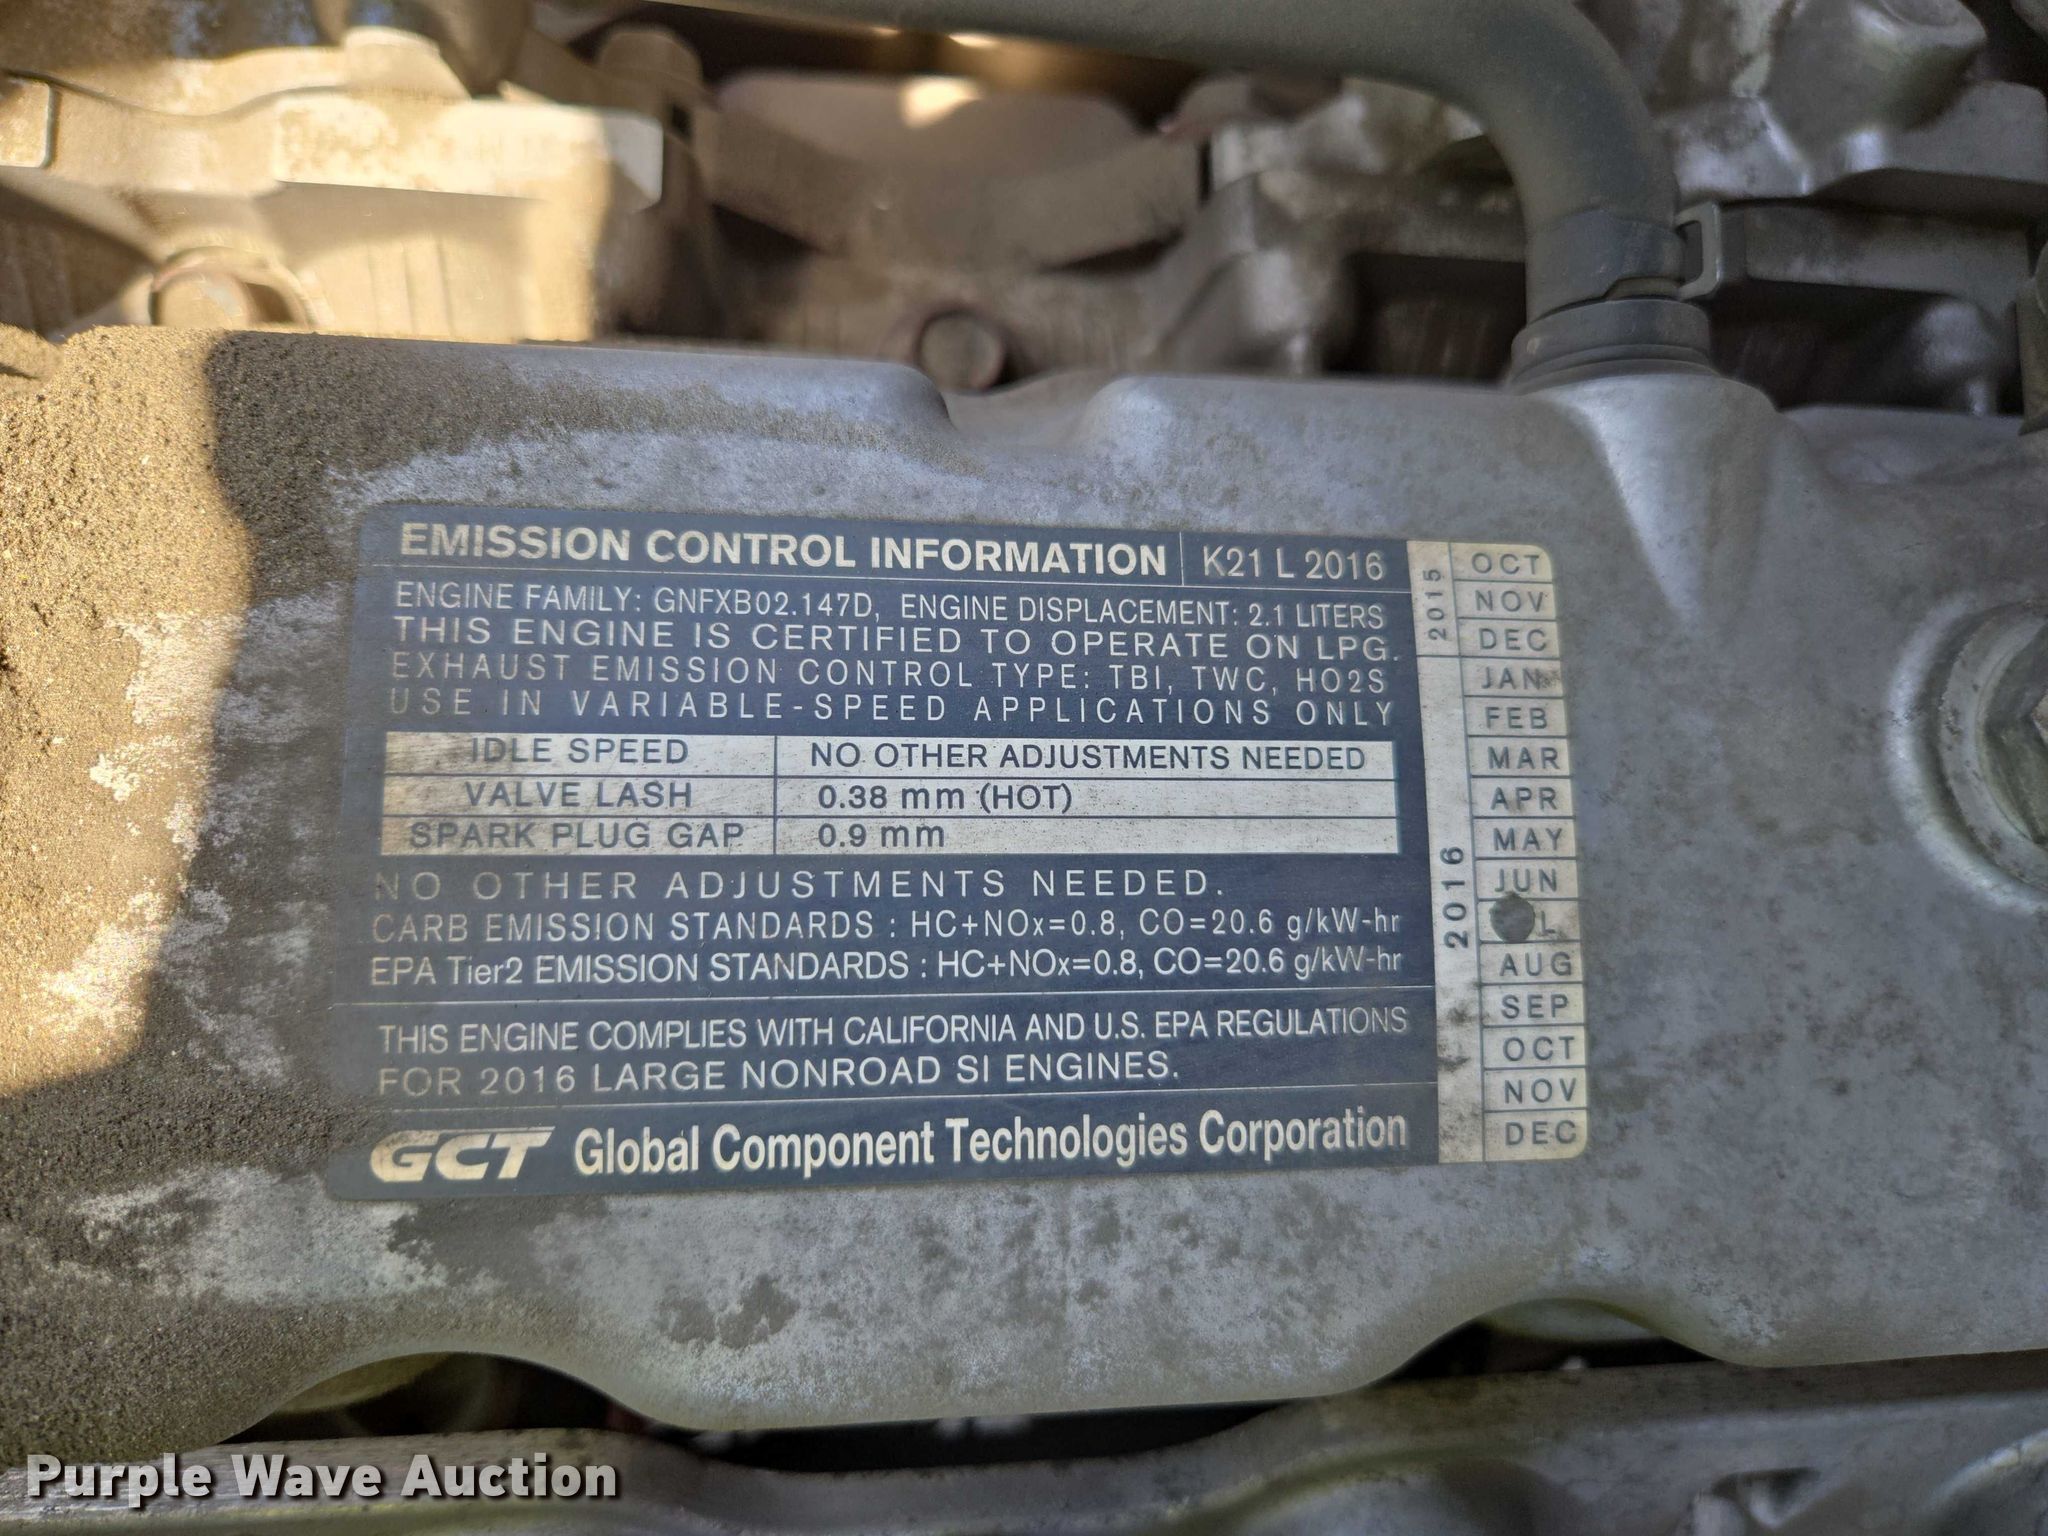 EMISSION CONTROL INFORMATION K21 L 2016
ENGINE FAMILY: GNFXB02.147D, ENGINE DISPLACEMENT: 2.1 LITERS
THIS ENGINE IS CERTIFIED TO OPERATE ON LPG.
EXHAUST EMISSION CONTROL TYPE: TBI, TWC, HO2S
USE IN VARIABLE-SPEED APPLICATIONS ONLY
IDLE SPEED NO OTHER ADJUSTMENTS NEEDED
VALVE LASH 0.38 mm (HOT)
SPARK PLUG GAP 0.9 mm
NO OTHER ADJUSTMENTS NEEDED.
CARB EMISSION STANDARDS : HC+NOx=0.8, CO=20.6 g/kW-hr
EPA Tier2 EMISSION STANDARDS : HC+NOx=0.8, CO=20.6 g/kW-hr
THIS ENGINE COMPLIES WITH CALIFORNIA AND U.S. EPA REGULATIONS
FOR 2016 LARGE NONROAD SI ENGINES.
GCT Global Component Technologies Corporation
2015
OCT
NOV
DEC
2016
JAN
FEB
MAR
APR
MAY
JUN
L
AUG
SEP
OCT
NOV
DEC
Purple Wave Auction